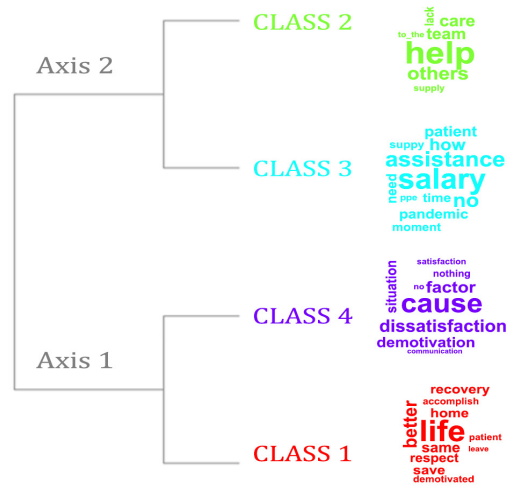 CLASS 2
lack
care
to_the team
help
others
supply
Axis 2
CLASS 3
patient
suppy how
assistance
need
salary
ppe time no
pandemic
moment
CLASS 4
satisfaction
nothing
situation
no factor
cause
dissatisfaction
demotivation
communication
Axis 1
CLASS 1
recovery
accomplish
home
better
life
patient
same leave
respect
save
demotivated